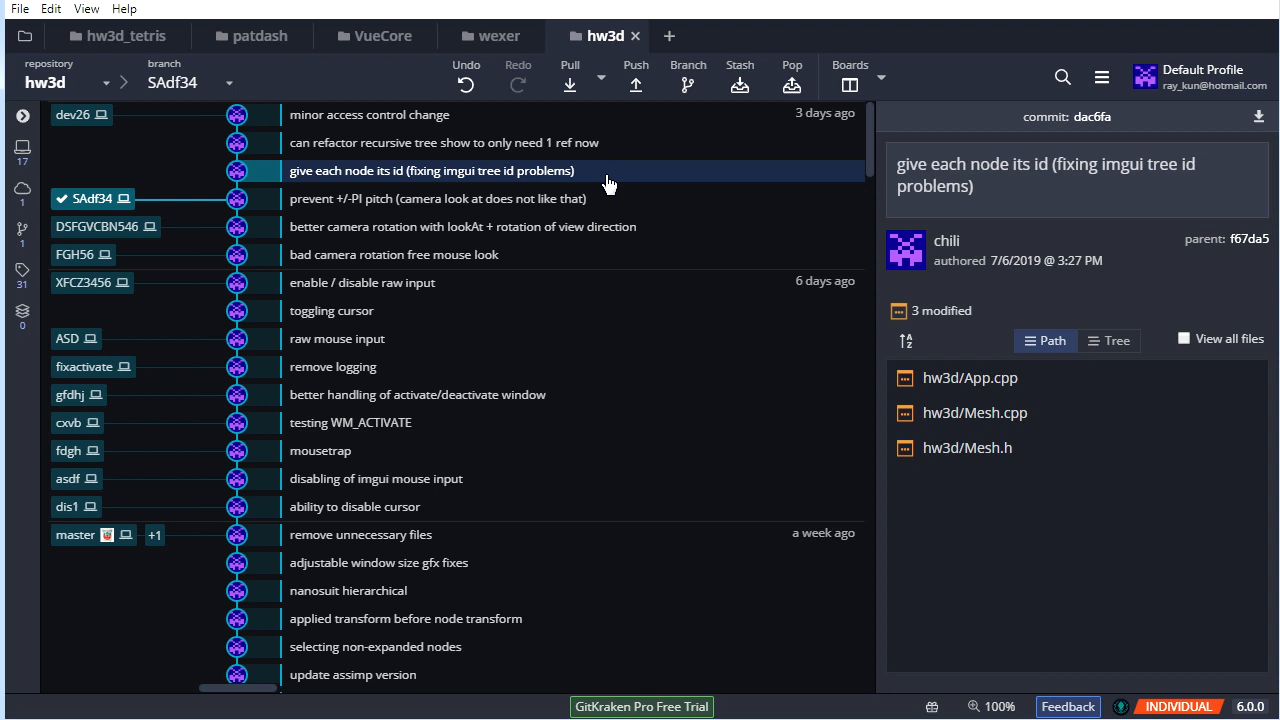 File Edit View Help
hw3d_tetris patdash VueCore wexer hw3d
repository
hw3d
branch
SAdf34
Undo Redo Pull Push Branch Stash Pop Boards
Default Profile
ray_kun@hotmail.com
17
1
1
31
0
dev26 minor access control change 3 days ago
can refactor recursive tree show to only need 1 ref now
give each node its id (fixing imgui tree id problems)
SAdf34 prevent +/-PI pitch (camera look at does not like that)
DSFGVCBN546 better camera rotation with lookAt + rotation of view direction
FGH56 bad camera rotation free mouse look
XFCZ3456 enable / disable raw input 6 days ago
toggling cursor
ASD raw mouse input
fixactivate remove logging
gfdhj better handling of activate/deactivate window
cxvb testing WM_ACTIVATE
fdgh mousetrap
asdf disabling of imgui mouse input
dis1 ability to disable cursor
master +1 remove unnecessary files a week ago
adjustable window size gfx fixes
nanosuit hierarchical
applied transform before node transform
selecting non-expanded nodes
update assimp version
commit: dac6fa
give each node its id (fixing imgui tree id
problems)
chili
authored 7/6/2019 @ 3:27 PM
parent: f67da5
3 modified
Path Tree View all files
hw3d/App.cpp
hw3d/Mesh.cpp
hw3d/Mesh.h
GitKraken Pro Free Trial 100% Feedback INDIVIDUAL 6.0.0